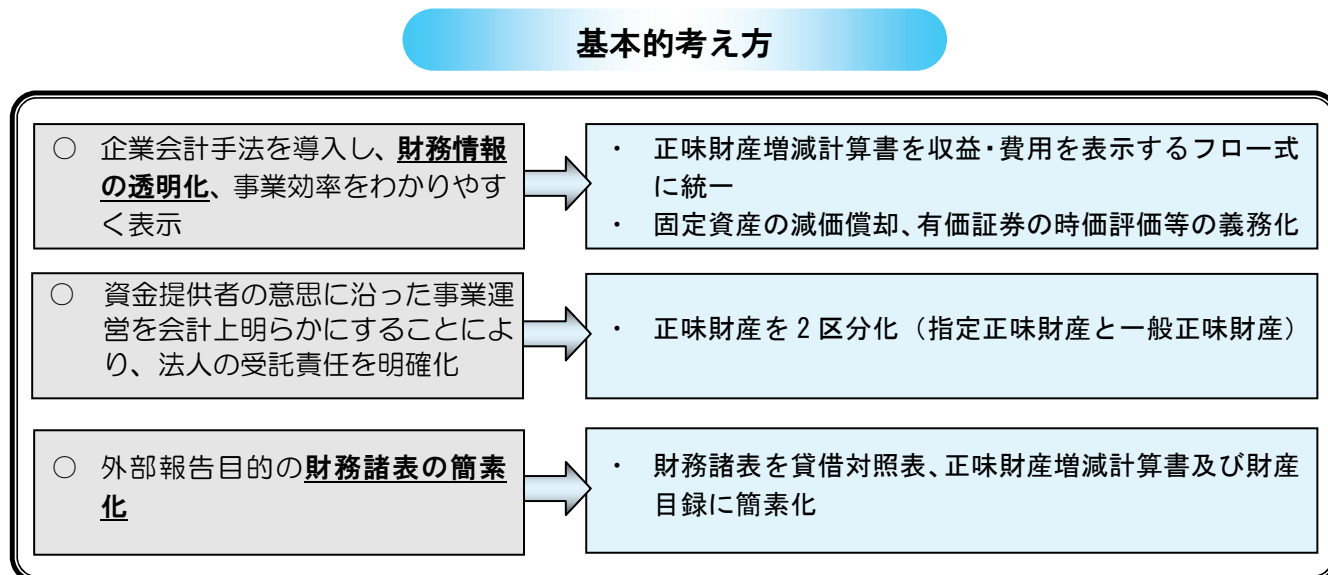 基本的考え方
○ 企業会計手法を導入し、財務情報
の透明化、事業効率をわかりやす
く表示
・ 正味財産増減計算書を収益・費用を表示するフロー式
に統一
・ 固定資産の減価償却、有価証券の時価評価等の義務化
○ 資金提供者の意思に沿った事業運
営を会計上明らかにすることによ
り、法人の受託責任を明確化
・ 正味財産を2区分化（指定正味財産と一般正味財産）
○ 外部報告目的の財務諸表の簡素
化
・ 財務諸表を貸借対照表、正味財産増減計算書及び財産
目録に簡素化